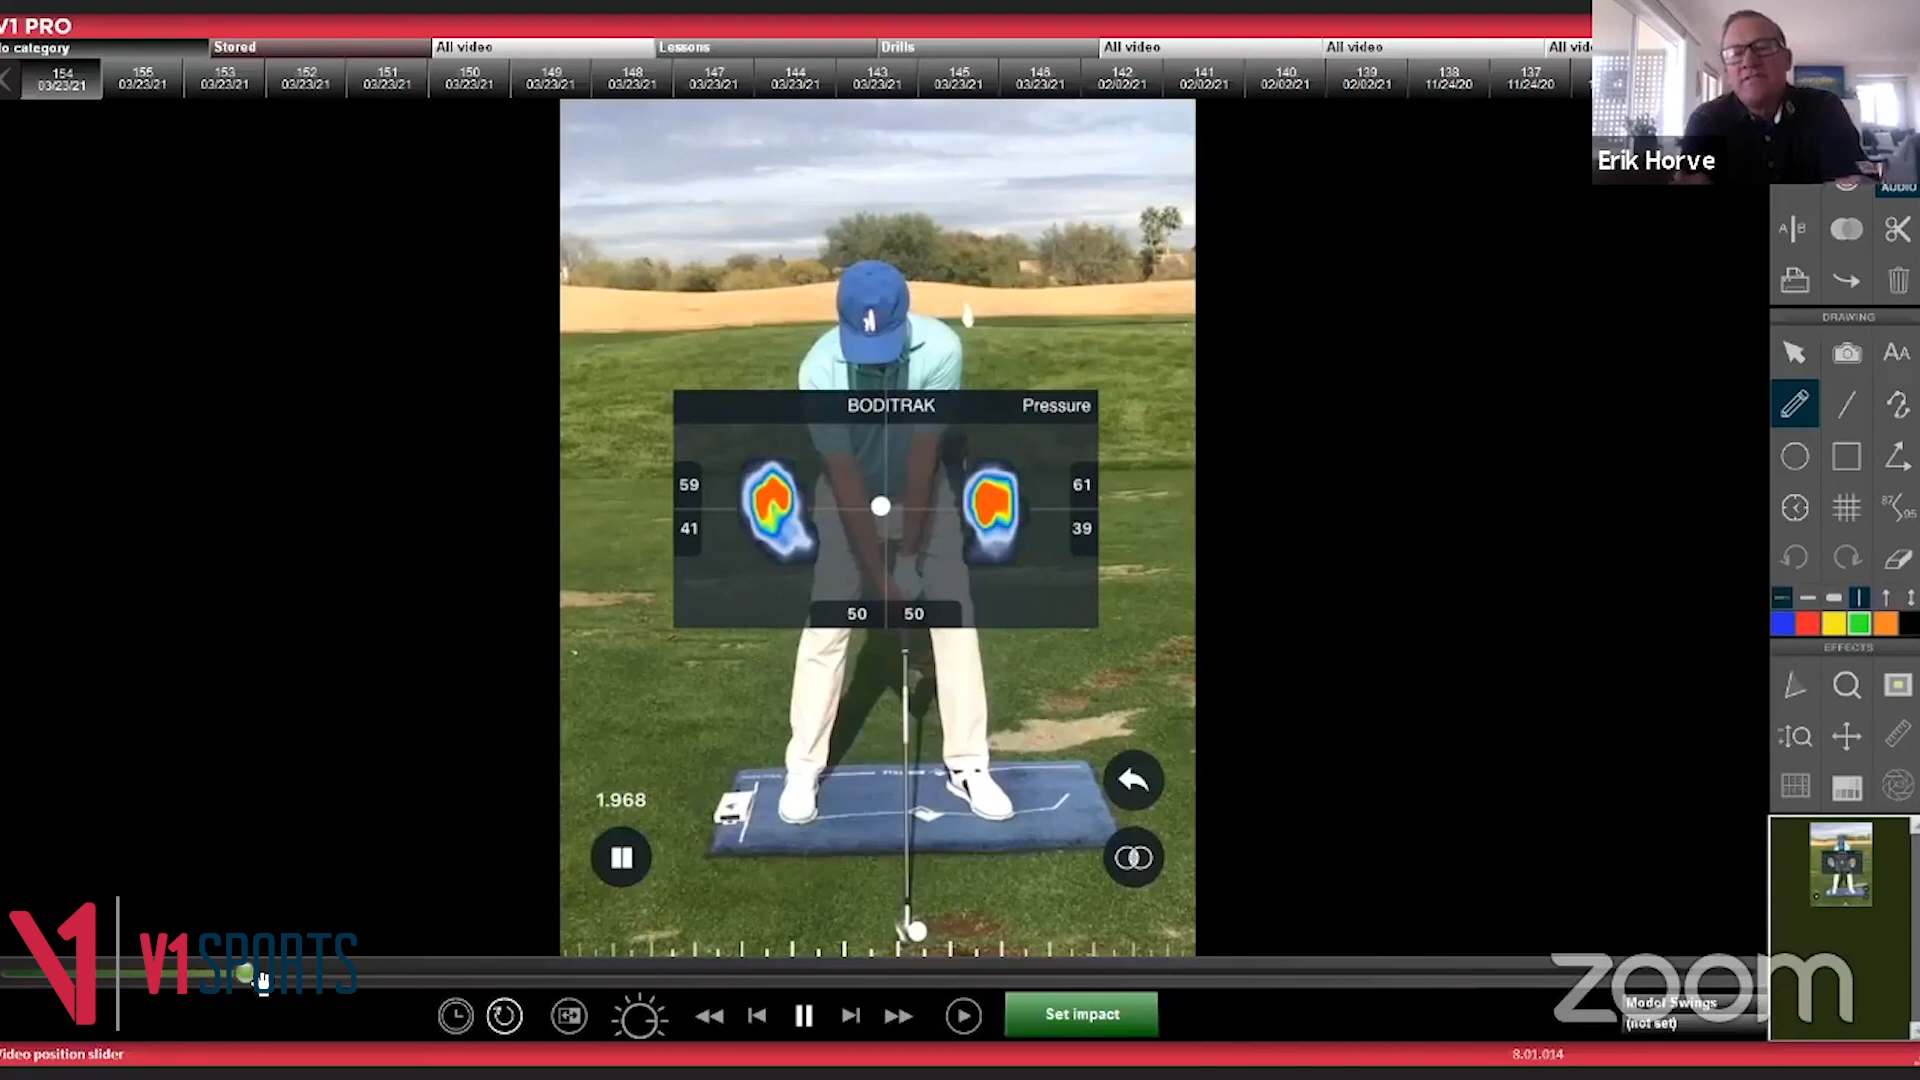 V1 PRO
o category
Stored
All video
Lessons
Drills
All video
All video
All vid
154 03/23/21
155 03/23/21
153 03/23/21
152 03/23/21
151 03/23/21
150 03/23/21
149 03/23/21
148 03/23/21
147 03/23/21
144 03/23/21
143 03/23/21
145 03/23/21
146 03/23/21
142 02/02/21
141 02/02/21
140 02/02/21
139 02/02/21
138 11/24/20
137 11/24/20
Erik Horve
AUDIO
A B
DRAWING
AA
87 95
EFFECTS
BODITRAK Pressure
59 61
41 39
50 50
1.968
V1 V1SPORTS
zoom
Model Swings
(not set)
Set impact
Video position slider
8.01.014